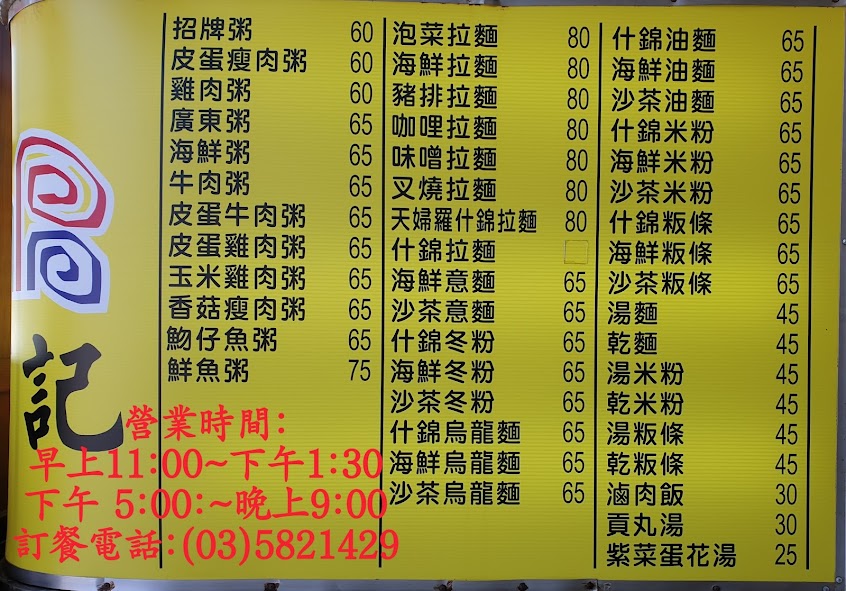 招牌粥 60
皮蛋瘦肉粥 60
雞肉粥 60
廣東粥 65
海鮮粥 65
牛肉粥 65
皮蛋牛肉粥 65
皮蛋雞肉粥 65
玉米雞肉粥 65
香菇瘦肉粥 65
魩仔魚粥 65
鮮魚粥 75
泡菜拉麵 80
海鮮拉麵 80
豬排拉麵 80
咖哩拉麵 80
味噌拉麵 80
叉燒拉麵 80
天婦羅什錦拉麵 80
什錦拉麵
海鮮意麵 65
沙茶意麵 65
什錦冬粉 65
海鮮冬粉 65
沙茶冬粉 65
什錦烏龍麵 65
海鮮烏龍麵 65
沙茶烏龍麵 65
什錦油麵 65
海鮮油麵 65
沙茶油麵 65
什錦米粉 65
海鮮米粉 65
沙茶米粉 65
什錦粄條 65
海鮮粄條 65
沙茶粄條 65
湯麵 45
乾麵 45
湯米粉 45
乾米粉 45
湯粄條 45
乾粄條 45
滷肉飯 30
貢丸湯 30
紫菜蛋花湯 25
記
營業時間:
早上11:00~下午1:30
下午 5:00:~晚上9:00
訂餐電話:(03)5821429